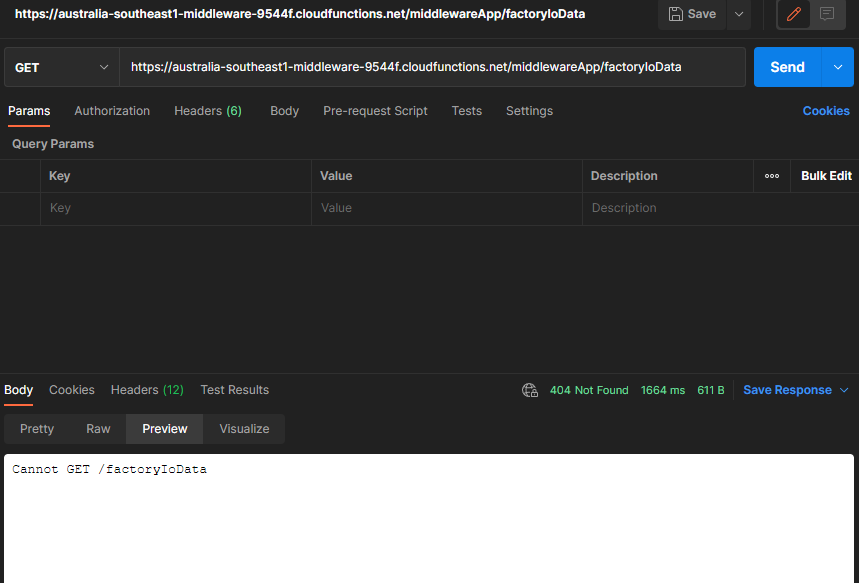 https://australia-southeast1-middleware-9544f.cloudfunctions.net/middlewareApp/factoryIoData
Save
GET
https://australia-southeast1-middleware-9544f.cloudfunctions.net/middlewareApp/factoryIoData
Send
Params Authorization Headers (6) Body Pre-request Script Tests Settings Cookies
Query Params
Key Value Description ooo Bulk Edit
Key Value Description
Body Cookies Headers (12) Test Results 404 Not Found 1664 ms 611 B Save Response
Pretty Raw Preview Visualize
Cannot GET /factoryIoData